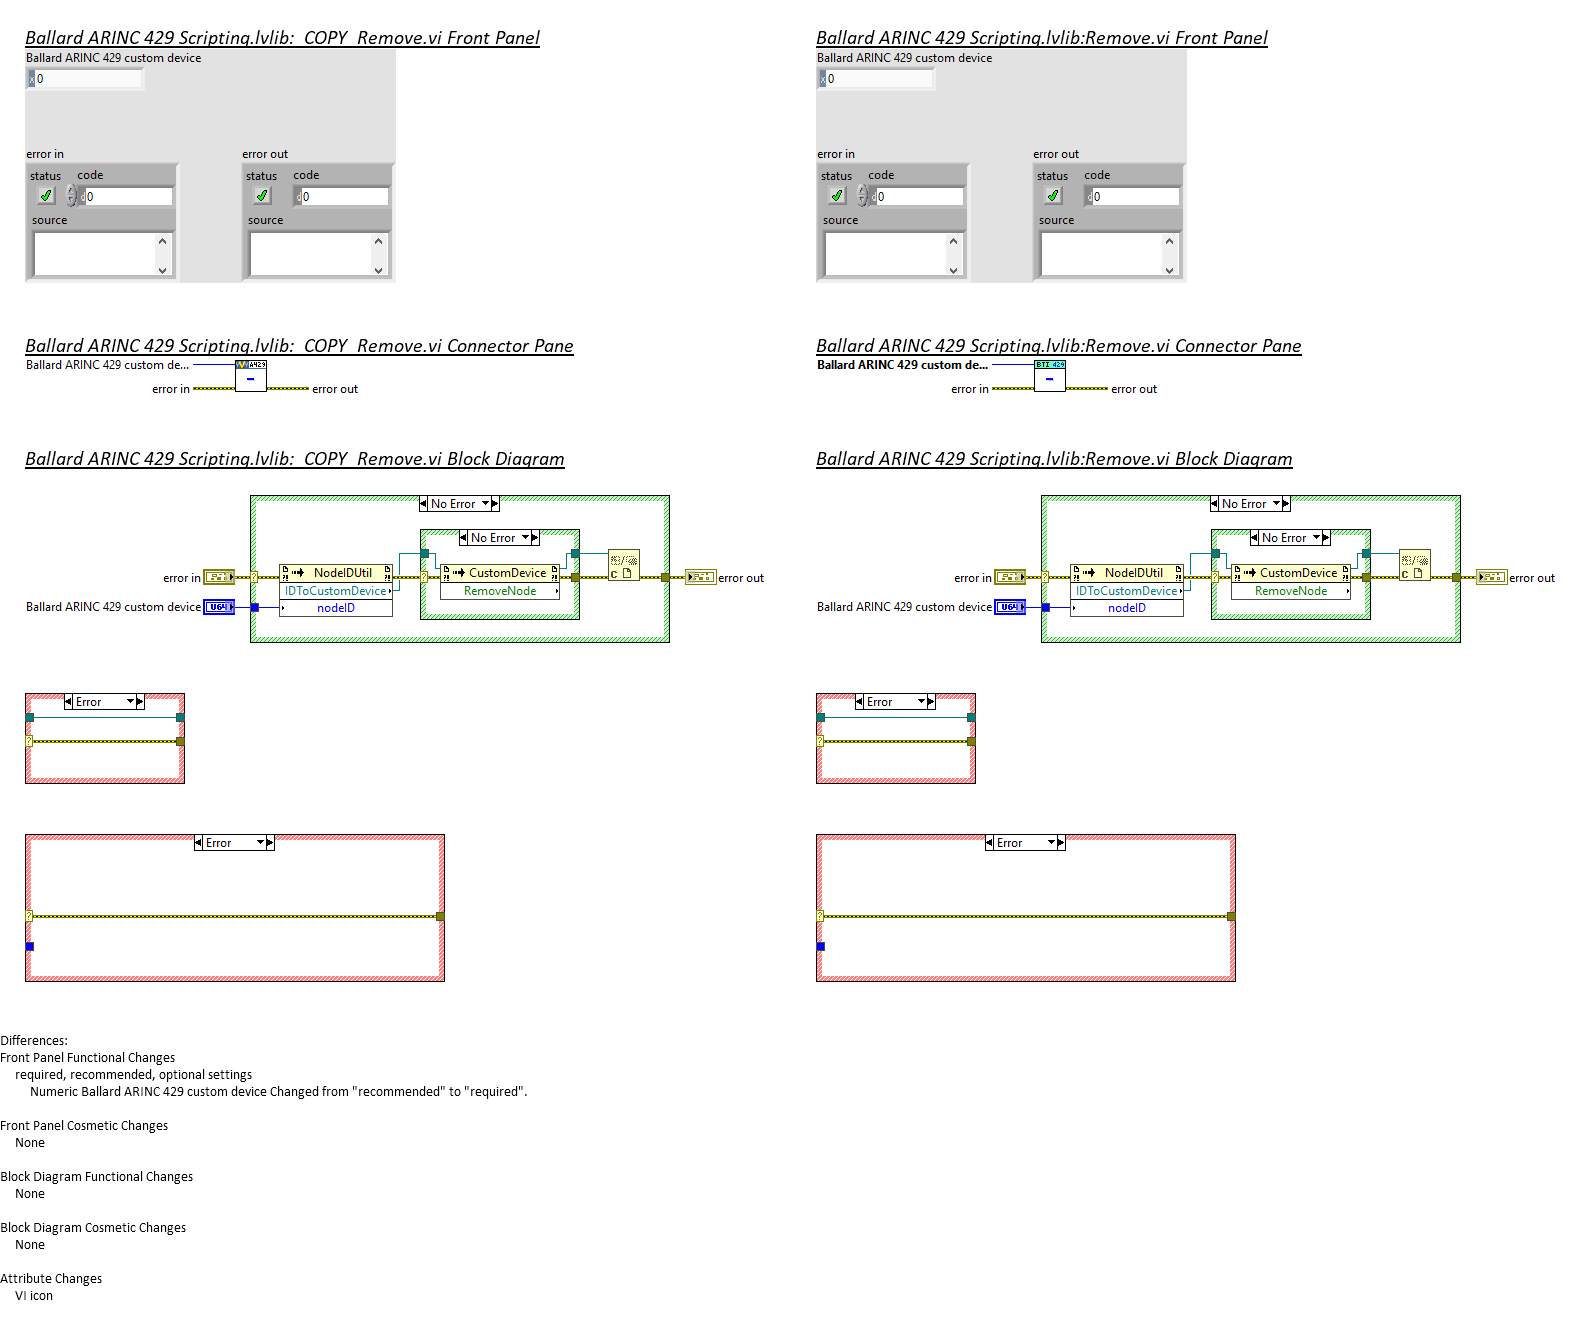 Ballard ARINC 429 Scripting.lvlib:_COPY_Remove.vi Front Panel
Ballard ARINC 429 custom device
x 0
error in
error out
status code
d 0
source
status code
d 0
source
Ballard ARINC 429 Scripting.lvlib:Remove.vi Front Panel
Ballard ARINC 429 custom device
x 0
error in
error out
status code
d 0
source
status code
d 0
source
Ballard ARINC 429 Scripting.lvlib:_COPY_Remove.vi Connector Pane
Ballard ARINC 429 custom de...
A429
error in
error out
Ballard ARINC 429 Scripting.lvlib:Remove.vi Connector Pane
Ballard ARINC 429 custom de...
BTI 429
error in
error out
Ballard ARINC 429 Scripting.lvlib:_COPY_Remove.vi Block Diagram
No Error
No Error
error in
? NodeIDUtil
IDToCustomDevice
nodeID
? CustomDevice
RemoveNode
C
error out
Ballard ARINC 429 custom device
U64
Ballard ARINC 429 Scripting.lvlib:Remove.vi Block Diagram
No Error
No Error
error in
? NodeIDUtil
IDToCustomDevice
nodeID
? CustomDevice
RemoveNode
C
error out
Ballard ARINC 429 custom device
U64
Error
?
Error
?
Error
?
Error
?
Differences:
Front Panel Functional Changes
required, recommended, optional settings
Numeric Ballard ARINC 429 custom device Changed from "recommended" to "required".
Front Panel Cosmetic Changes
None
Block Diagram Functional Changes
None
Block Diagram Cosmetic Changes
None
Attribute Changes
VI icon